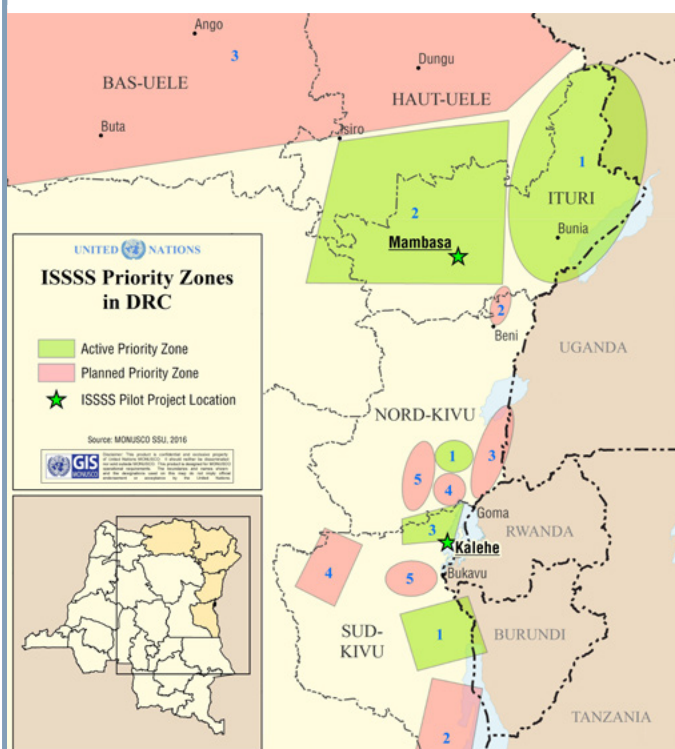 Ango
3
Dungu
BAS-UELE
HAUT-UELE
Buta
Isiro
1
ITURI
2
Mambasa
Bunia
UNITED NATIONS
ISSSS Priority Zones
in DRC
Active Priority Zone
Planned Priority Zone
ISSSS Pilot Project Location
Source: MONUSCO SSU, 2016
GIS
MONUSCO
2
Beni
UGANDA
NORD-KIVU
1
3
5
4
Goma
3
RWANDA
Kalehe
4
5
Bukavu
1
SUD-
KIVU
BURUNDI
2
TANZANIA